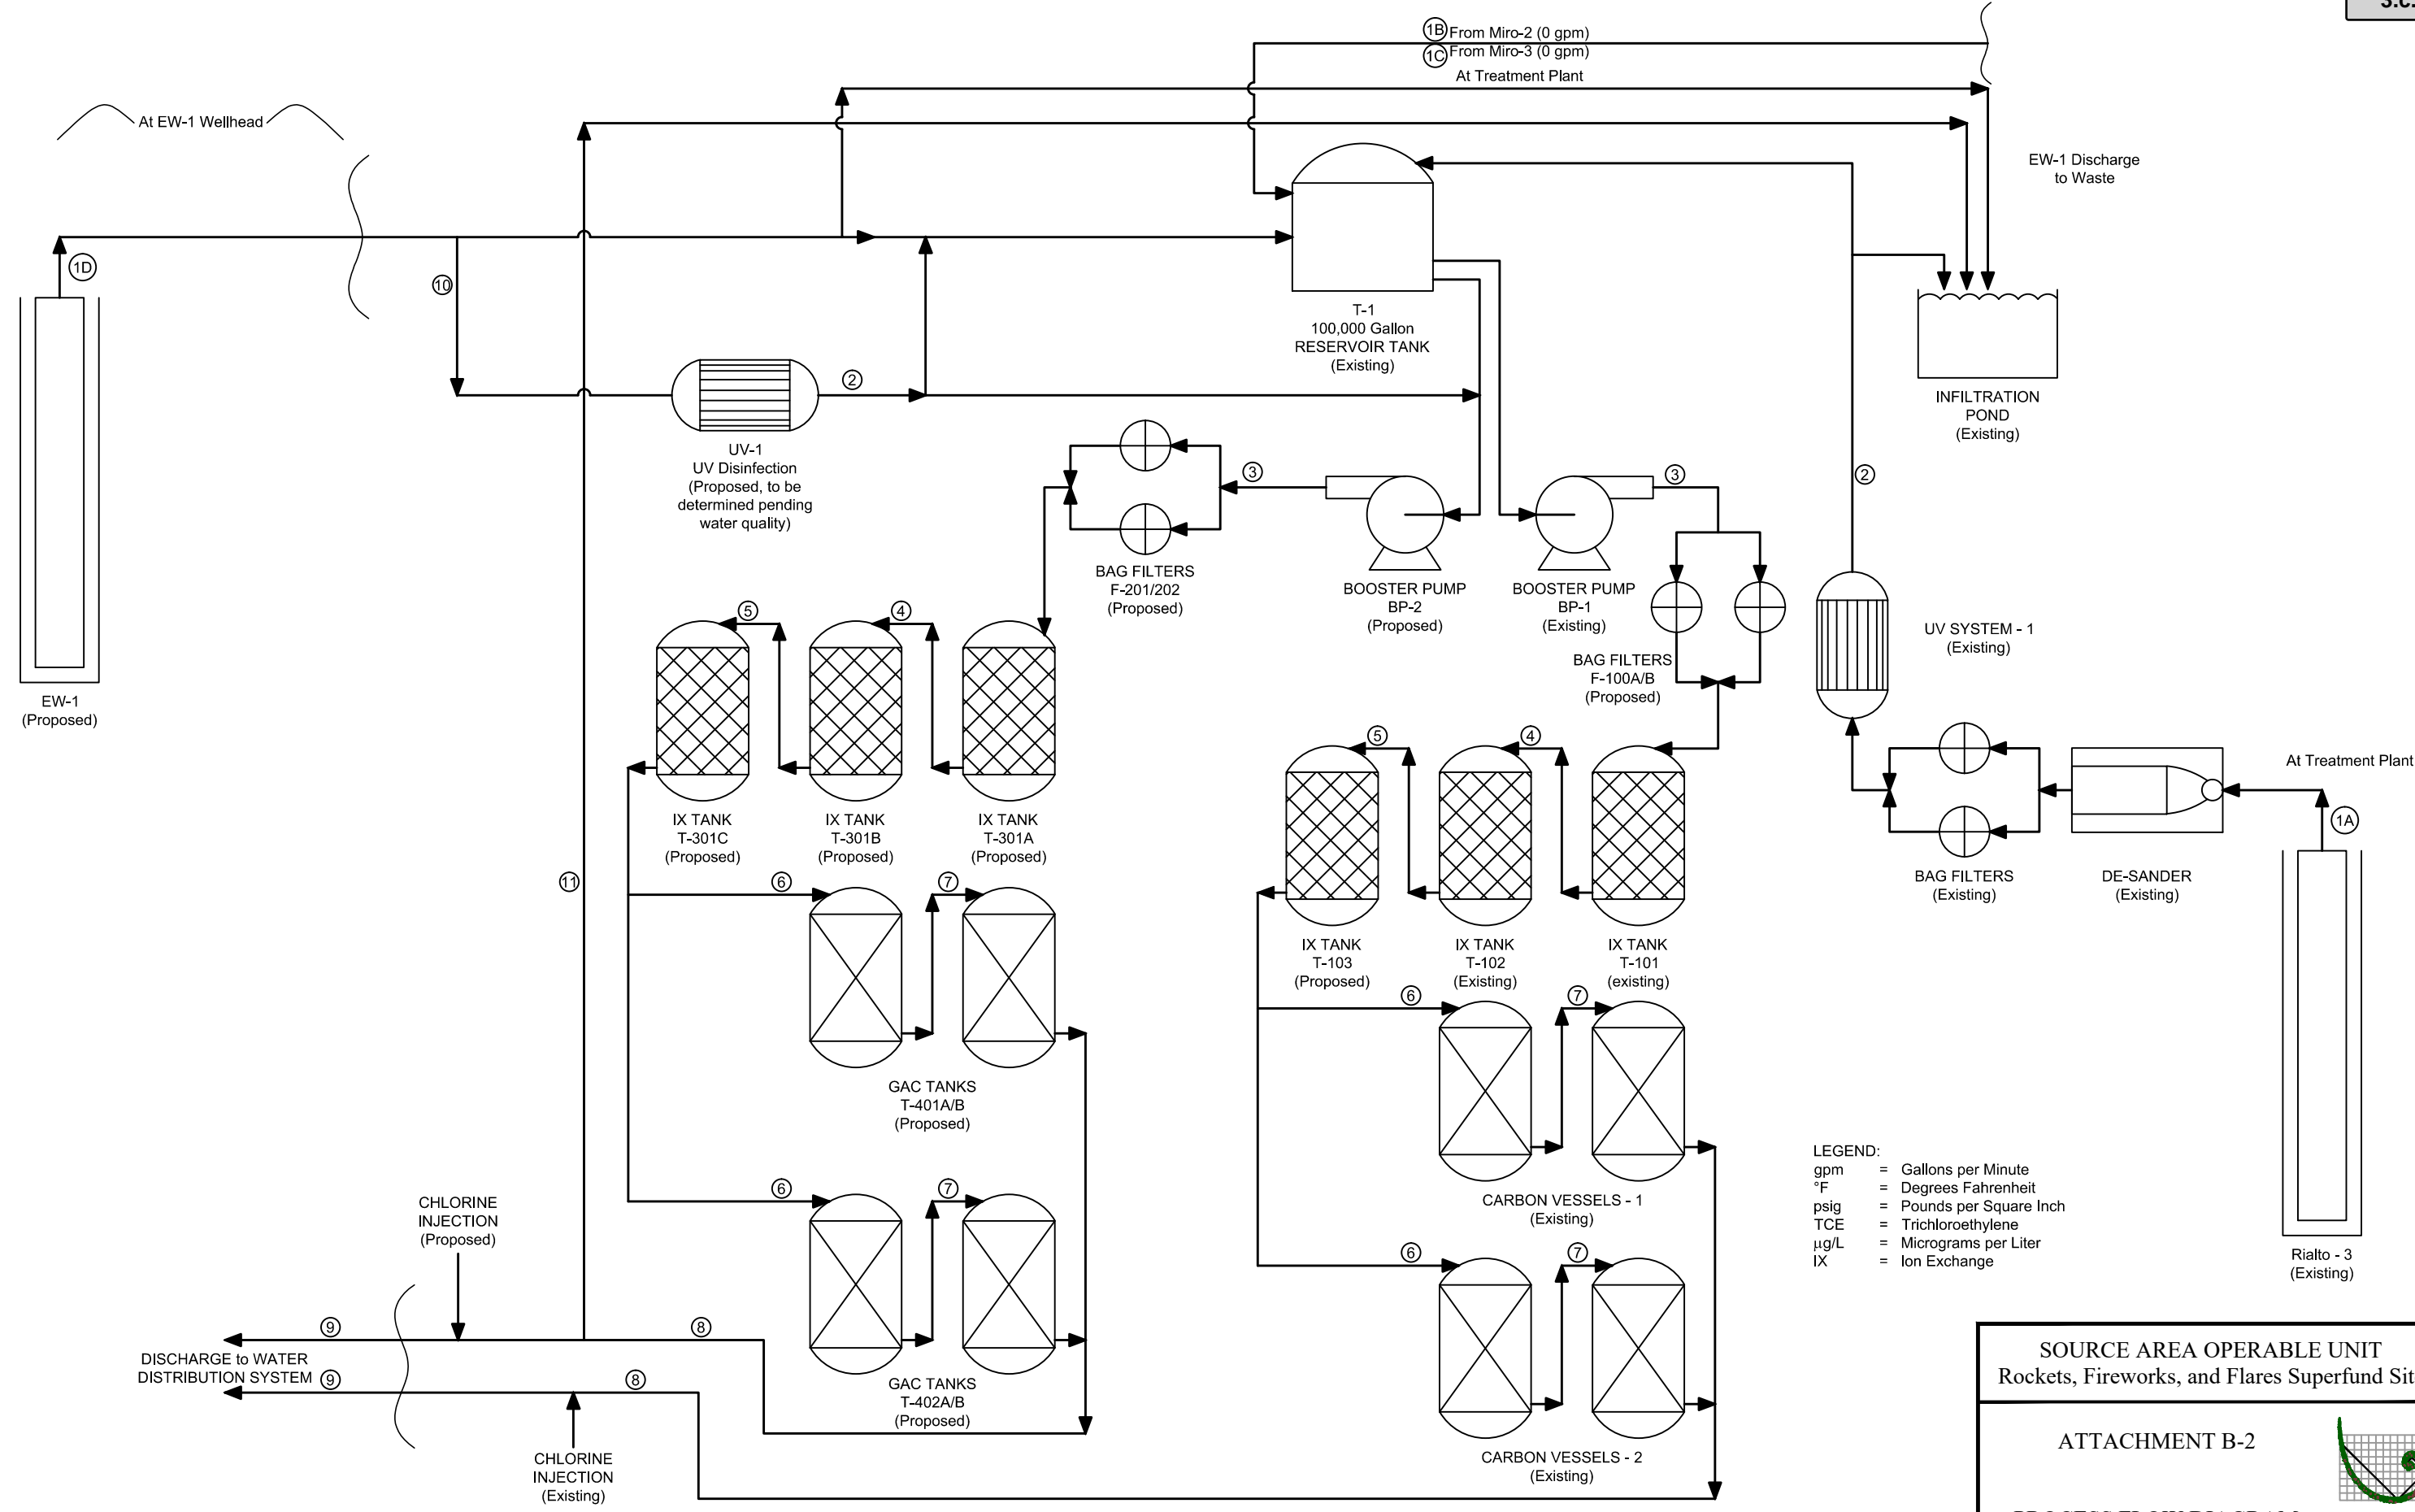 3.c.
1B From Miro-2 (0 gpm)
1C From Miro-3 (0 gpm)
At Treatment Plant
At EW-1 Wellhead
EW-1 Discharge
to Waste
1D
10
T-1
100,000 Gallon
RESERVOIR TANK
(Existing)
2
INFILTRATION
POND
(Existing)
UV-1
UV Disinfection
(Proposed, to be
determined pending
water quality)
3
3
2
BAG FILTERS
F-201/202
(Proposed)
BOOSTER PUMP
BP-2
(Proposed)
BOOSTER PUMP
BP-1
(Existing)
5
4
UV SYSTEM - 1
(Existing)
BAG FILTERS
F-100A/B
(Proposed)
EW-1
(Proposed)
5
4
At Treatment Plant
1A
IX TANK
T-301C
(Proposed)
IX TANK
T-301B
(Proposed)
IX TANK
T-301A
(Proposed)
BAG FILTERS
(Existing)
DE-SANDER
(Existing)
11
6
7
IX TANK
T-103
(Proposed)
IX TANK
T-102
(Existing)
IX TANK
T-101
(existing)
6
7
GAC TANKS
T-401A/B
(Proposed)
LEGEND:
gpm = Gallons per Minute
°F = Degrees Fahrenheit
psig = Pounds per Square Inch
TCE = Trichloroethylene
µg/L = Micrograms per Liter
IX = Ion Exchange
6
7
CARBON VESSELS - 1
(Existing)
CHLORINE
INJECTION
(Proposed)
6
7
Rialto - 3
(Existing)
9
8
DISCHARGE to WATER
DISTRIBUTION SYSTEM
9
8
GAC TANKS
T-402A/B
(Proposed)
CHLORINE
INJECTION
(Existing)
CARBON VESSELS - 2
(Existing)
SOURCE AREA OPERABLE UNIT
Rockets, Fireworks, and Flares Superfund Sit
ATTACHMENT B-2